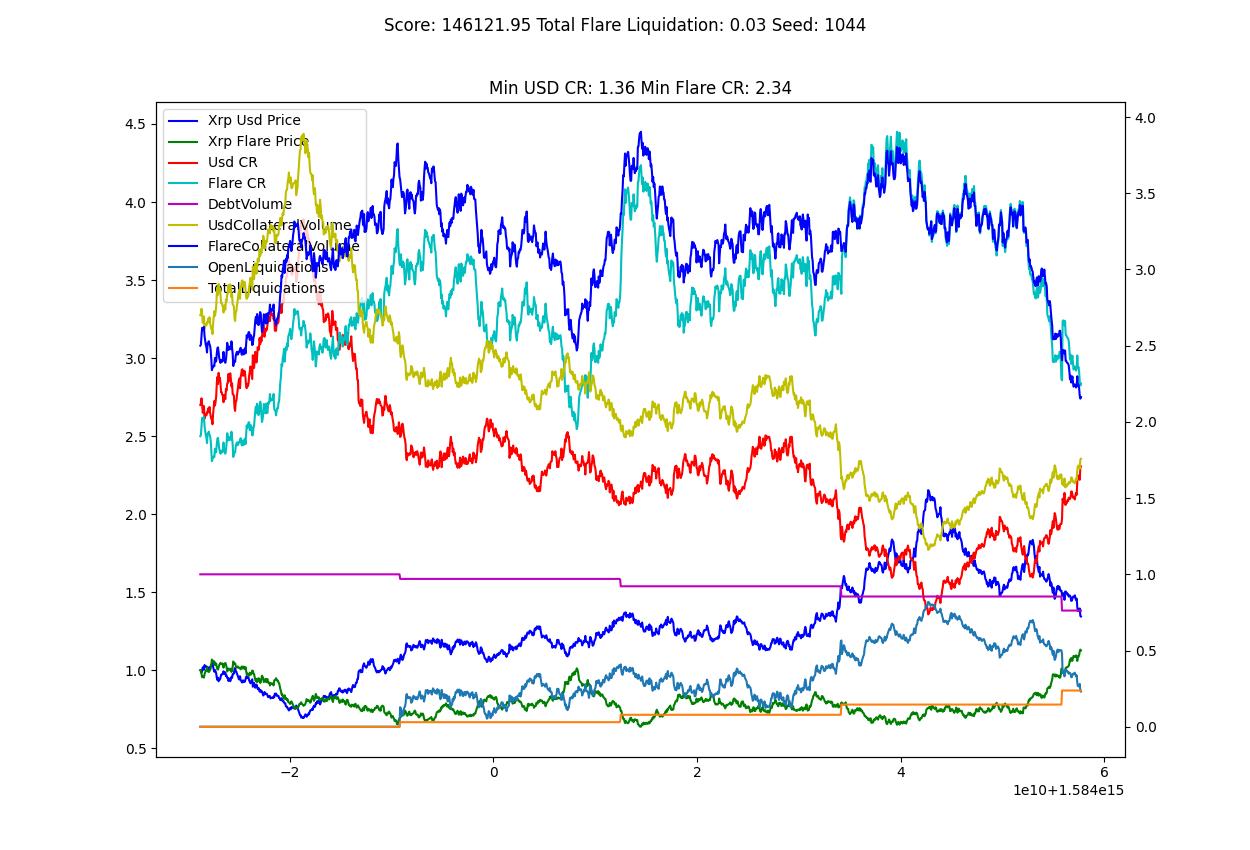 Score: 146121.95 Total Flare Liquidation: 0.03 Seed: 1044
Min USD CR: 1.36 Min Flare CR: 2.34
Xrp Usd Price
Xrp Flare Price
Usd CR
Flare CR
DebtVolume
UsdCollateralVolume
FlareCollateralVolume
OpenLiquidations
TotalLiquidations
4.5
4.0
3.5
3.0
2.5
2.0
1.5
1.0
0.5
4.0
3.5
3.0
2.5
2.0
1.5
1.0
0.5
0.0
−2 0 2 4 6
1e10+1.584e15